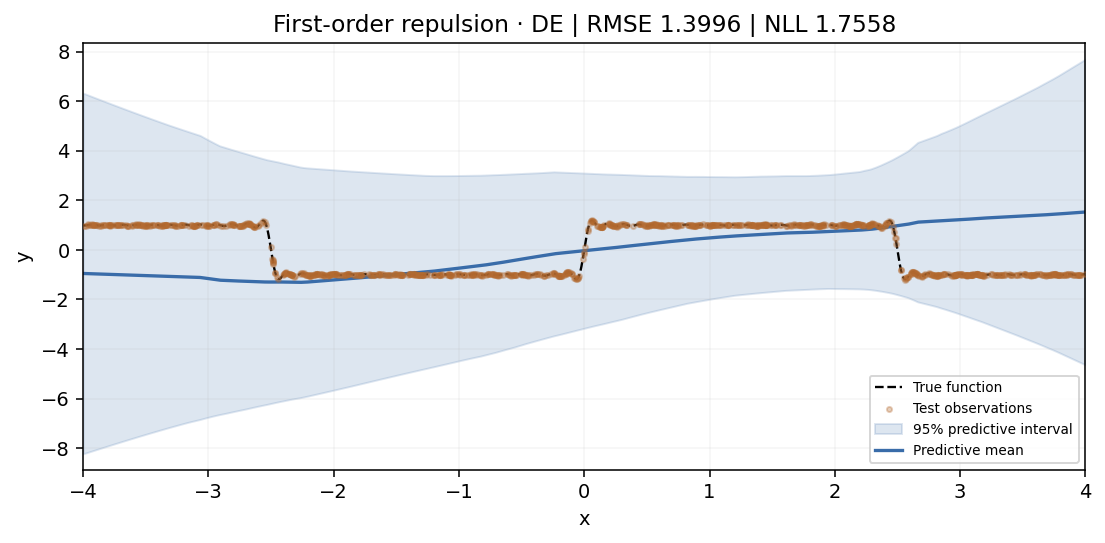 First-order repulsion · DE | RMSE 1.3996 | NLL 1.7558
y
8
6
4
2
0
−2
−4
−6
−8
−4
−3
−2
−1
0
1
2
3
4
x
True function
Test observations
95% predictive interval
Predictive mean